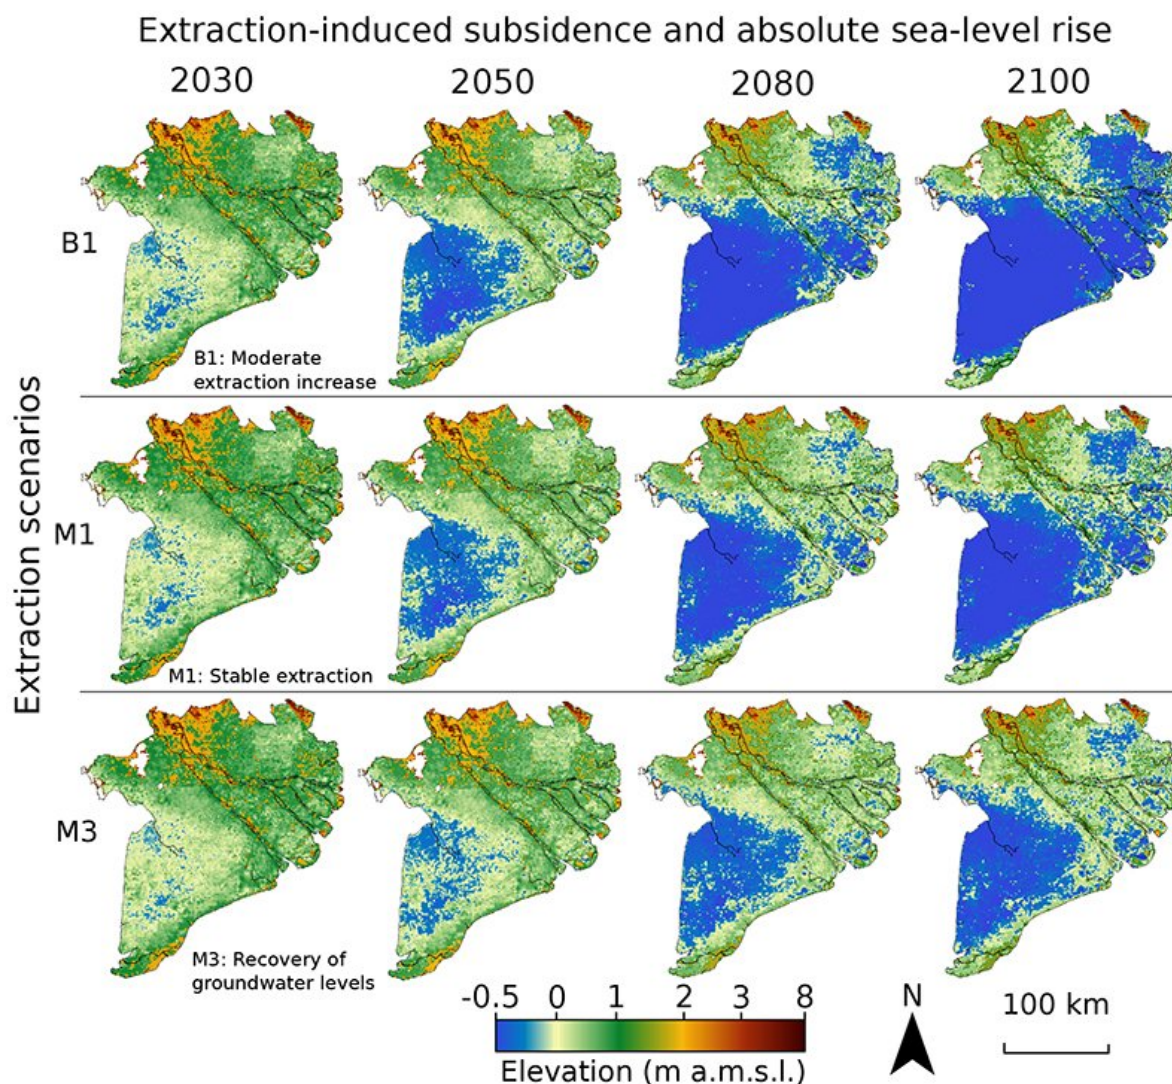 Extraction-induced subsidence and absolute sea-level rise
2030 2050 2080 2100
Extraction scenarios
B1
B1: Moderate
extraction increase
M1
M1: Stable extraction
M3
M3: Recovery of
groundwater levels
-0.5 0 1 2 3 8
Elevation (m a.m.s.l.)
N
100 km